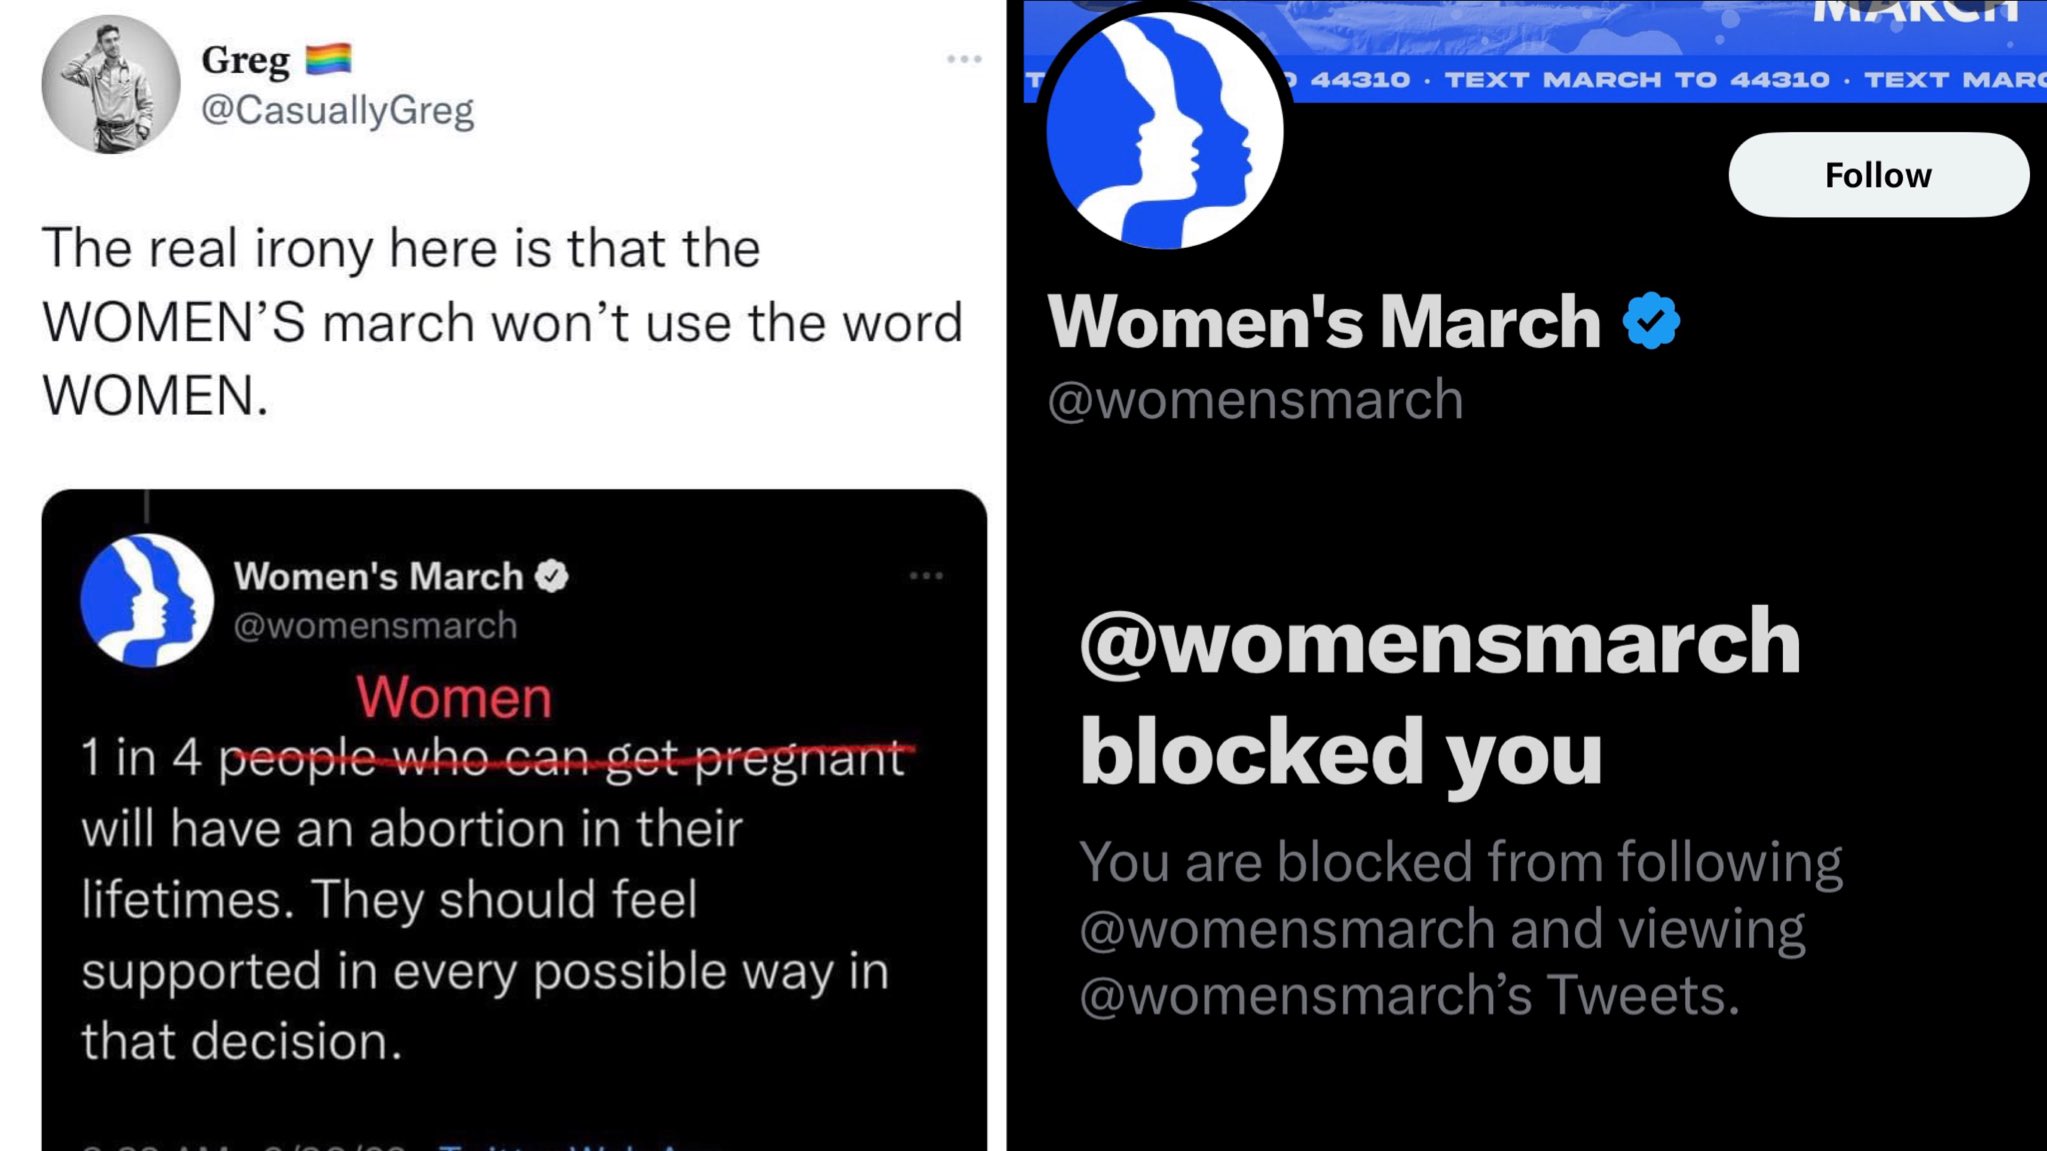 Greg 🏳️‍🌈
@CasuallyGreg
The real irony here is that the
WOMEN’S march won’t use the word
WOMEN.
Women's March
@womensmarch
Women
1 in 4 people who can get pregnant
will have an abortion in their
lifetimes. They should feel
supported in every possible way in
that decision.
MARCH
44310 · TEXT MARCH TO 44310 · TEXT MARC
Follow
Women's March
@womensmarch
@womensmarch
blocked you
You are blocked from following
@womensmarch and viewing
@womensmarch’s Tweets.